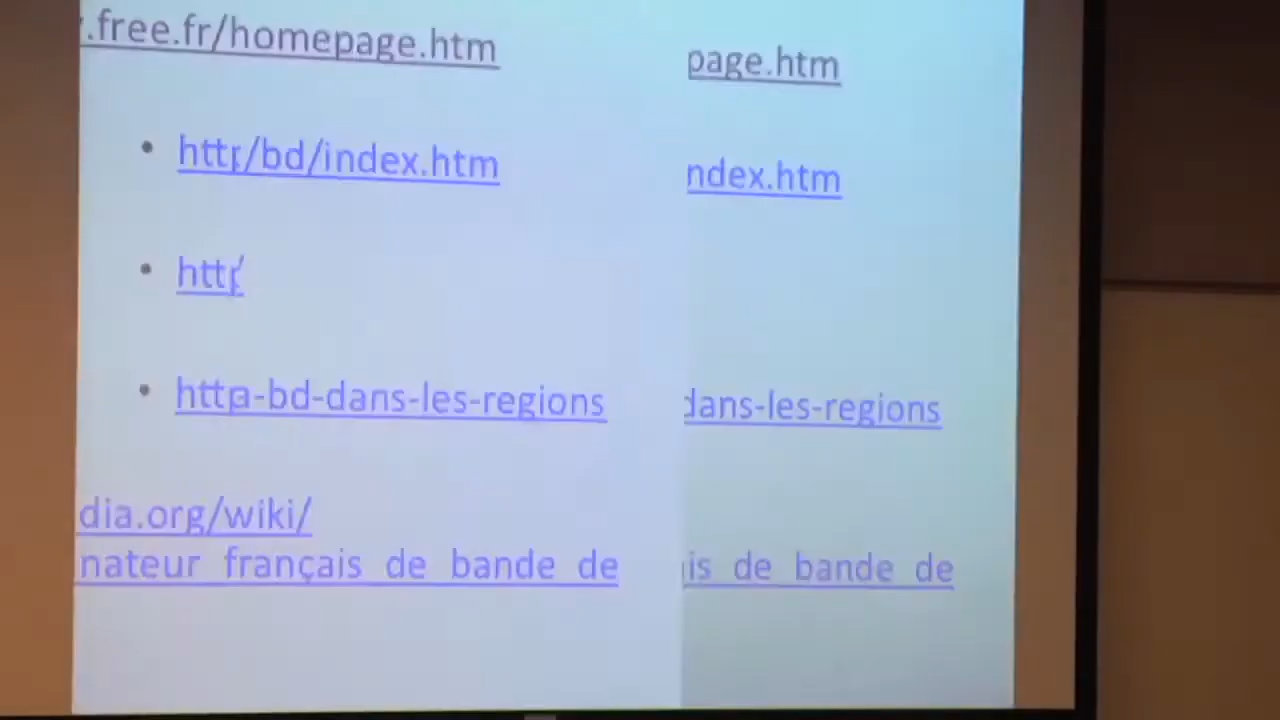 .free.fr/homepage.htm
page.htm
• http/bd/index.htm
ndex.htm
• http/
• http-bd-dans-les-regions
dans-les-regions
dia.org/wiki/
nateur français de bande de
is de bande de